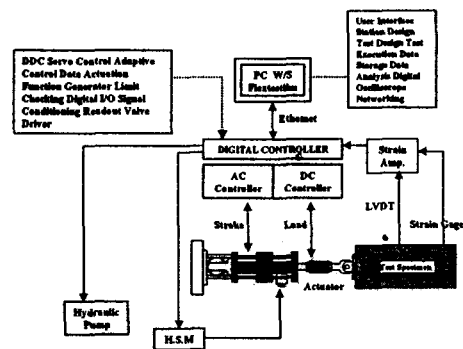 User Interface
Station Design
Test Design Test
Execution Data
Storage Data
Analysis Digital
Oscilloscope
Networking
DDC Servo Control Adaptive
Control Data Actuation
Function Generator Limit
Checking Digital I/O Signal
Conditioning Readout Valve
Driver
PC W/S
Ethernet
DIGITAL CONTROLLER
Strain
Amp.
AC
Controller
DC
Controller
LVDT
Strain Gage
Stroke
Load
Actuator
Test Specimen
Hydraulic
Pump
H.S.M